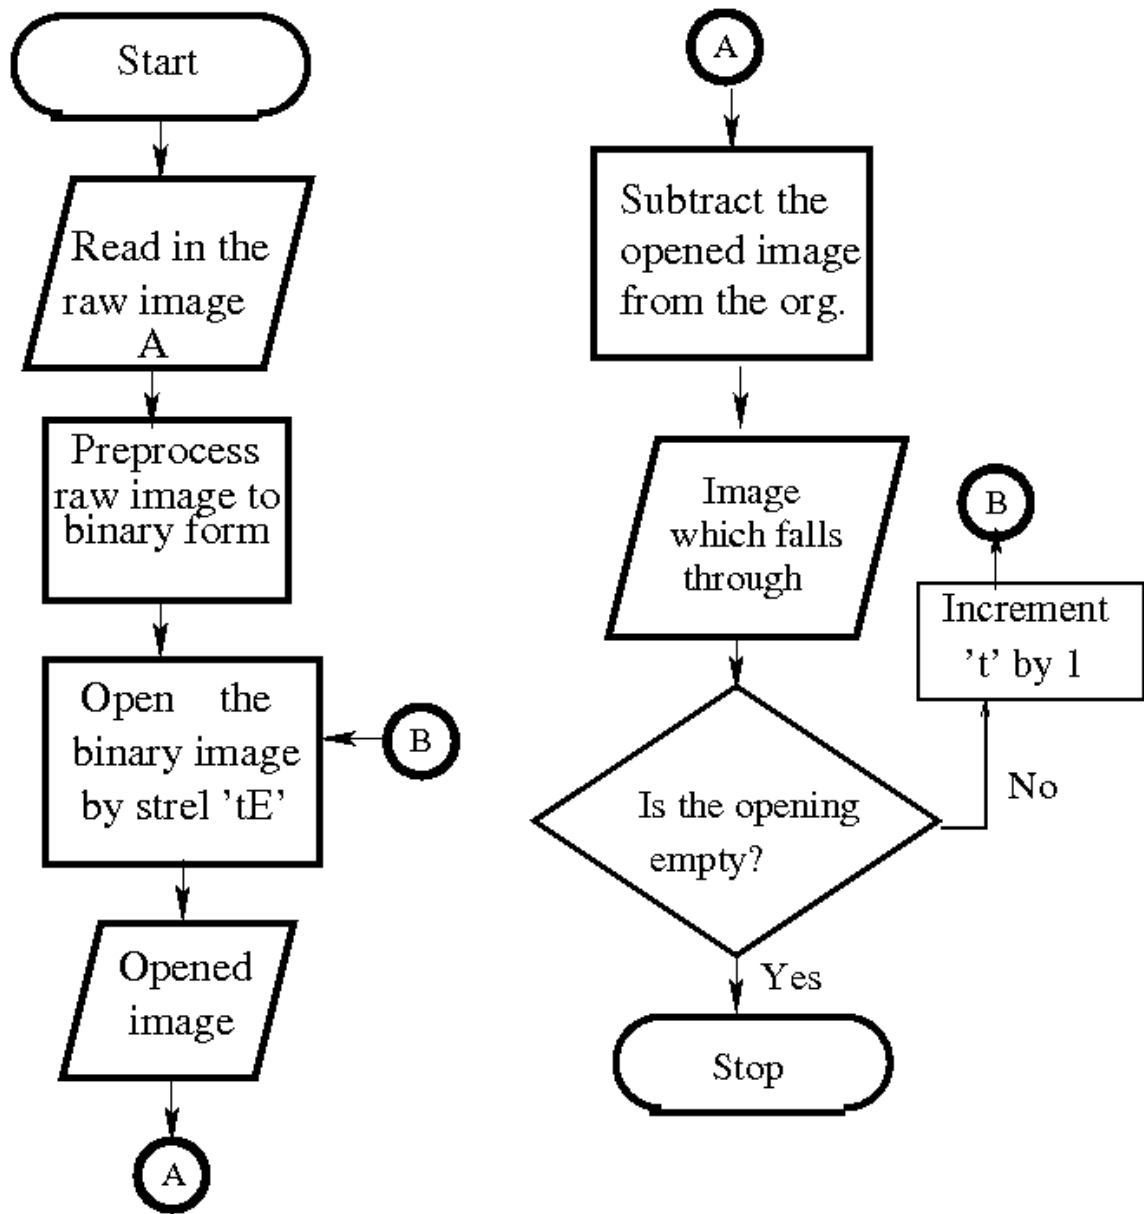 Start
Read in the
raw image
A
Preprocess
raw image to
binary form
Open the
binary image
by strel 'tE'
B
Opened
image
A
A
Subtract the
opened image
from the org.
Image
which falls
through
B
Increment
't' by 1
No
Is the opening
empty?
Yes
Stop